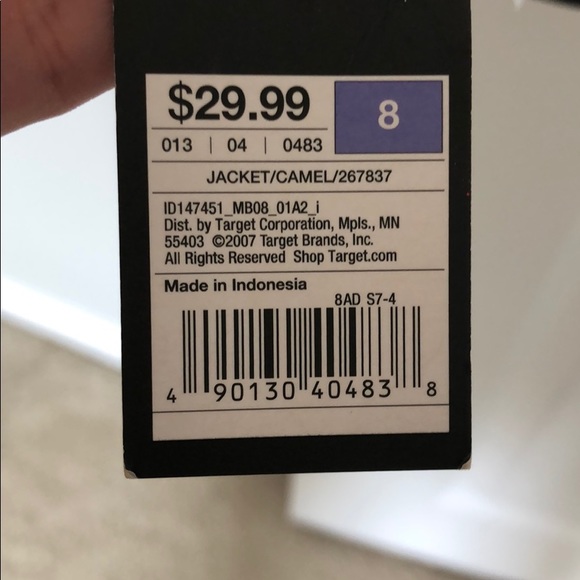 $29.99 8
013 | 04 | 0483
JACKET/CAMEL/267837
ID147451_MB08_01A2_i
Dist. by Target Corporation, Mpls., MN
55403 ©2007 Target Brands, Inc.
All Rights Reserved Shop Target.com
Made in Indonesia
8AD S7-4
4 90130 40483 8